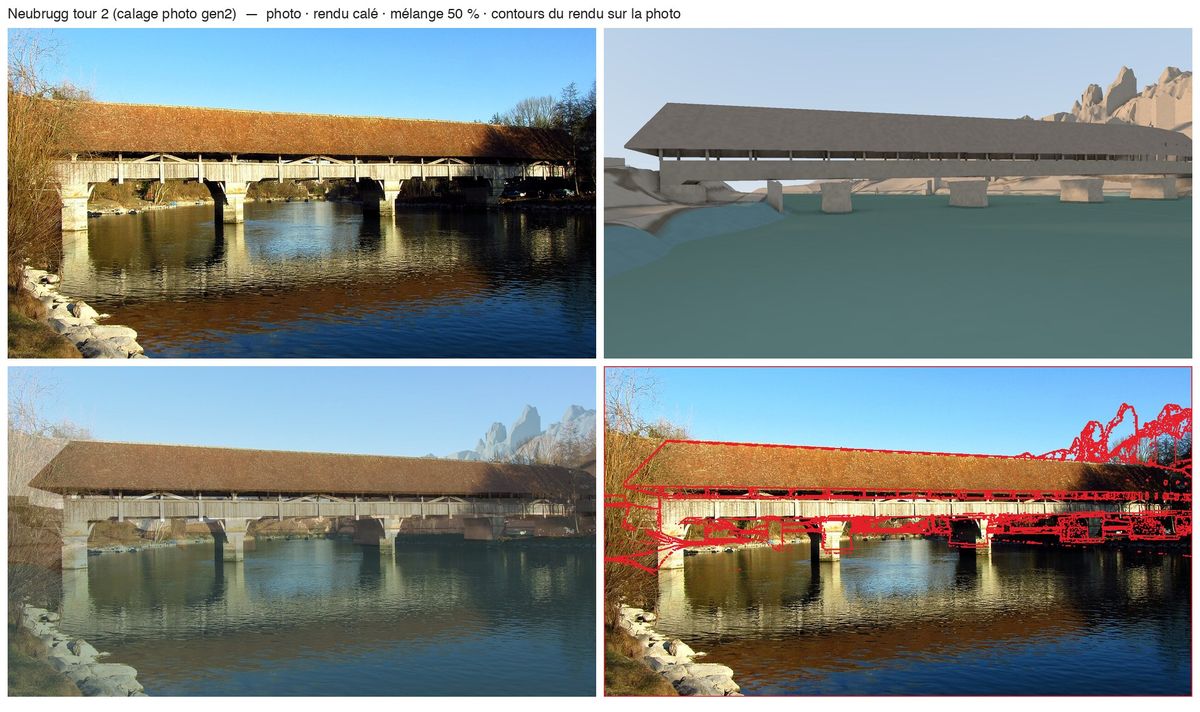 Neubrugg tour 2 (calage photo gen2)  —  photo · rendu calé · mélange 50 % · contours du rendu sur la photo